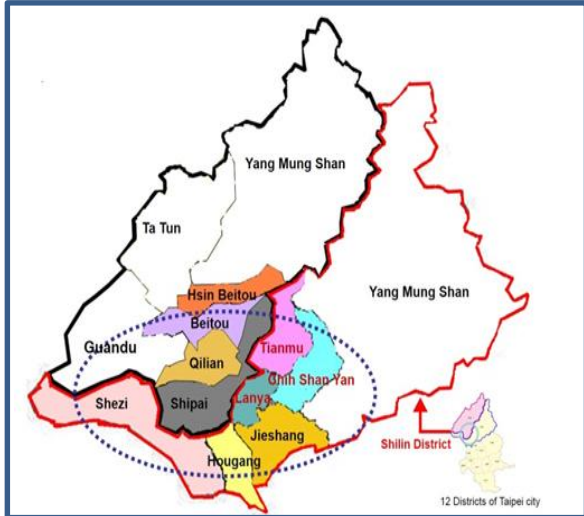 Yang Mung Shan
Ta Tun
Yang Mung Shan
Hsin Beitou
Beitou
Guandu
Tianmu
Qilian
Chih Shan Yan
Shezi
Shipai
Lanya
Jieshang
Shilin District
Hougang
12 Districts of Taipei city